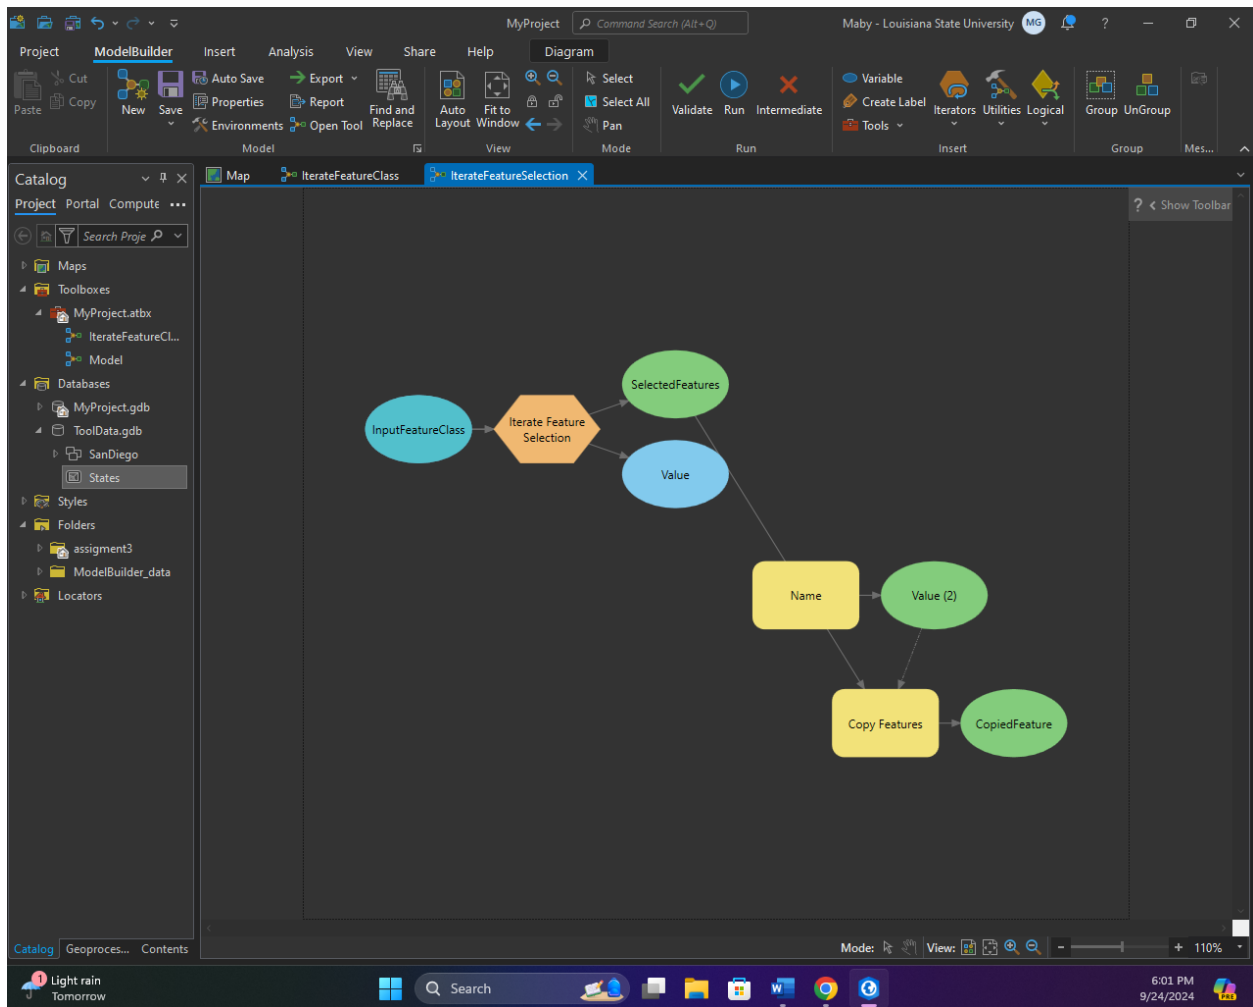 MyProject
Command Search (Alt+Q)
Maby - Louisiana State University
MG
?
Project
ModelBuilder
Insert
Analysis
View
Share
Help
Diagram
Paste
Cut
Copy
New
Save
Auto Save
Properties
Environments
Export
Report
Open Tool
Find and
Replace
Auto
Layout
Fit to
Window
Select
Select All
Pan
Validate
Run
Intermediate
Variable
Create Label
Tools
Iterators
Utilities
Logical
Group
UnGroup
Clipboard
Model
View
Mode
Run
Insert
Group
Mes...
Catalog
Map
IterateFeatureClass
IterateFeatureSelection
Project
Portal
Compute
? < Show Toolbar
Search Proje
Maps
Toolboxes
MyProject.atbx
IterateFeatureCl...
Model
Databases
MyProject.gdb
ToolData.gdb
SanDiego
States
Styles
Folders
assigment3
ModelBuilder_data
Locators
SelectedFeatures
InputFeatureClass
Iterate Feature
Selection
Value
Name
Value (2)
Copy Features
CopiedFeature
Catalog
Geoproces...
Contents
Mode:
View:
- + 110%
1
Light rain
Tomorrow
Search
PRE
6:01 PM
9/24/2024